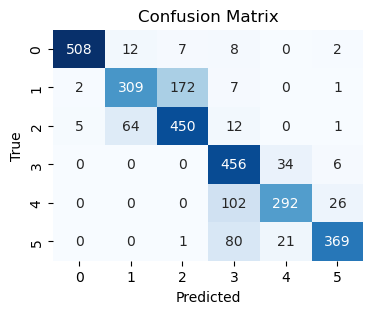 Confusion Matrix
0 508 12 7 8 0 2
1 2 309 172 7 0 1
2 5 64 450 12 0 1
3 0 0 0 456 34 6
4 0 0 0 102 292 26
5 0 0 1 80 21 369
0 1 2 3 4 5
Predicted
True